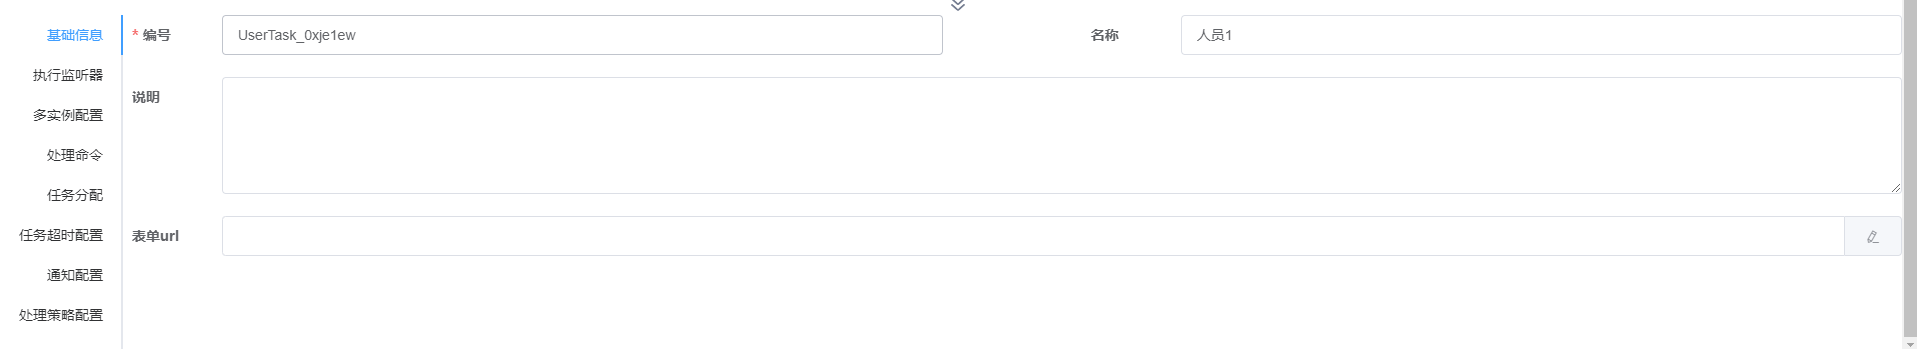 基础信息
执行监听器
多实例配置
处理命令
任务分配
任务超时配置
通知配置
处理策略配置
* 编号 UserTask_0xje1ew 名称 人员1
说明
表单url